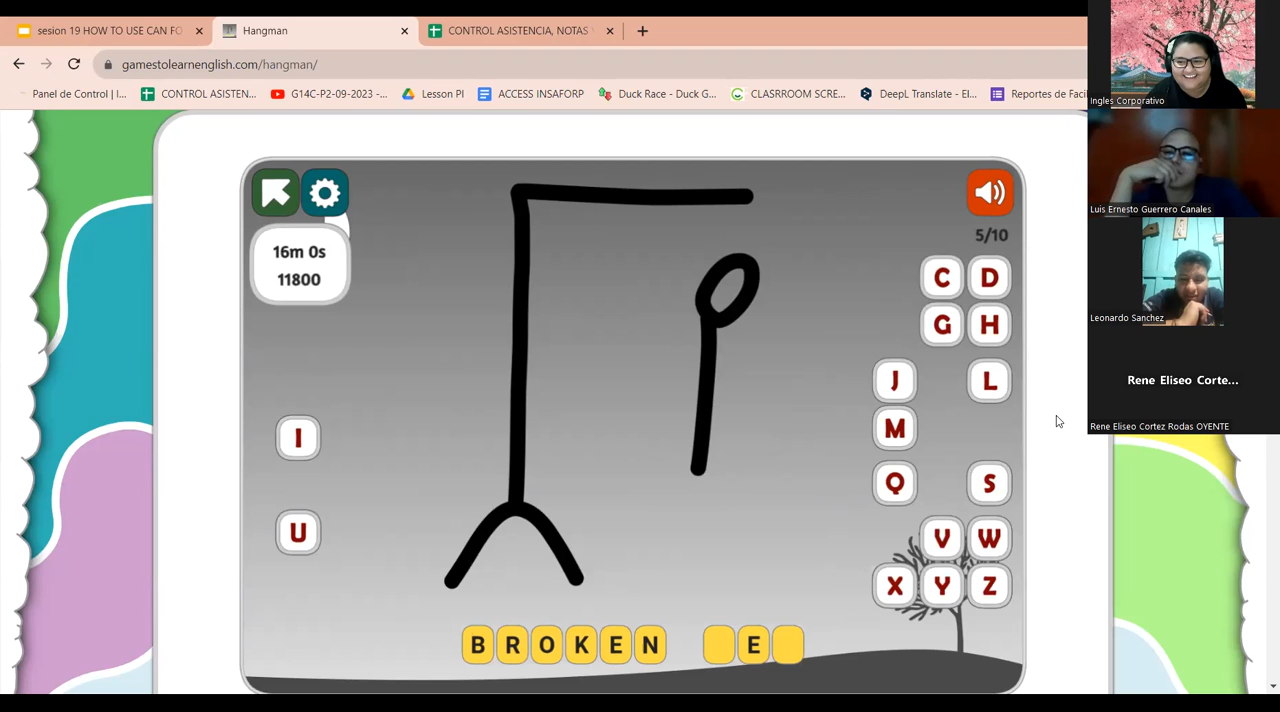 sesion 19 HOW TO USE CAN FO
Hangman
CONTROL ASISTENCIA, NOTAS
gamestolearnenglish.com/hangman/
Panel de Control | I...
CONTROL ASISTEN...
G14C-P2-09-2023 -...
Lesson PI
ACCESS INSAFORP
Duck Race - Duck G...
CLASRROOM SCRE...
DeepL Translate - El...
Reportes de Facil
Ingles Corporativo
Luis Ernesto Guerrero Canales
Leonardo Sanchez
Rene Eliseo Corte...
Rene Eliseo Cortez Rodas OYENTE
16m 0s
11800
5/10
C D
G H
J L
I M
Q S
U V W
X Y Z
BROKEN E